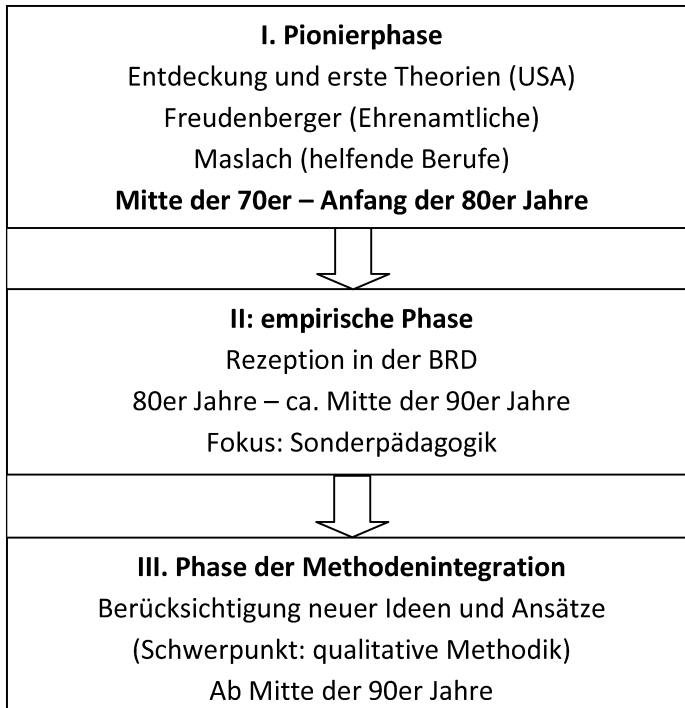 I. Pionierphase
Entdeckung und erste Theorien (USA)
Freudenberger (Ehrenamtliche)
Maslach (helfende Berufe)
Mitte der 70er – Anfang der 80er Jahre
II: empirische Phase
Rezeption in der BRD
80er Jahre – ca. Mitte der 90er Jahre
Fokus: Sonderpädagogik
III. Phase der Methodenintegration
Berücksichtigung neuer Ideen und Ansätze
(Schwerpunkt: qualitative Methodik)
Ab Mitte der 90er Jahre